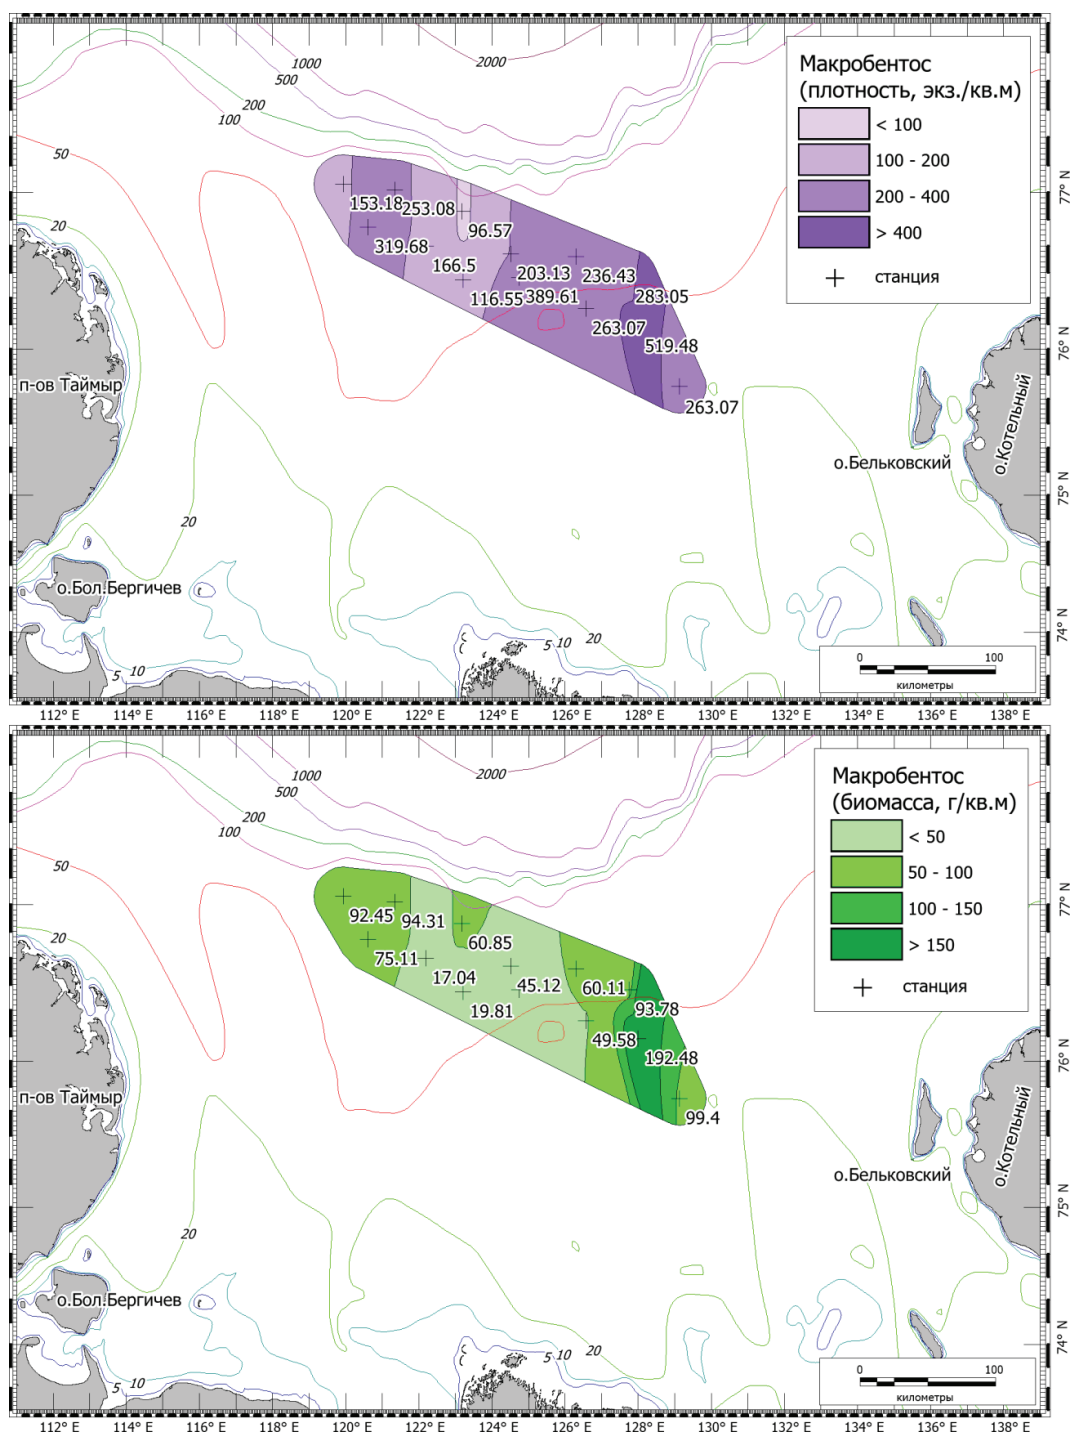 1000
2000
500
200
100
50
20
Макробентос
(плотность, экз./кв.м)
< 100
100 - 200
200 - 400
> 400
станция
77° N
153.18
253.08
96.57
319.68
166.5
203.13
236.43
116.55
389.61
283.05
263.07
519.48
263.07
76° N
п-ов Таймыр
о.Бельковский
о.Котельный
75° N
20
о.Бол.Бергичев
74° N
5
10
5
10
20
0
100
километры
112° E
114° E
116° E
118° E
120° E
122° E
124° E
126° E
128° E
130° E
132° E
134° E
136° E
138° E
1000
2000
500
200
100
50
20
Макробентос
(биомасса, г/кв.м)
< 50
50 - 100
100 - 150
> 150
станция
77° N
92.45
94.31
60.85
75.11
17.04
45.12
60.11
19.81
93.78
49.58
192.48
99.4
76° N
п-ов Таймыр
о.Бельковский
о.Котельный
75° N
20
о.Бол.Бергичев
74° N
5
10
5
10
20
0
100
километры
112° E
114° E
116° E
118° E
120° E
122° E
124° E
126° E
128° E
130° E
132° E
134° E
136° E
138° E